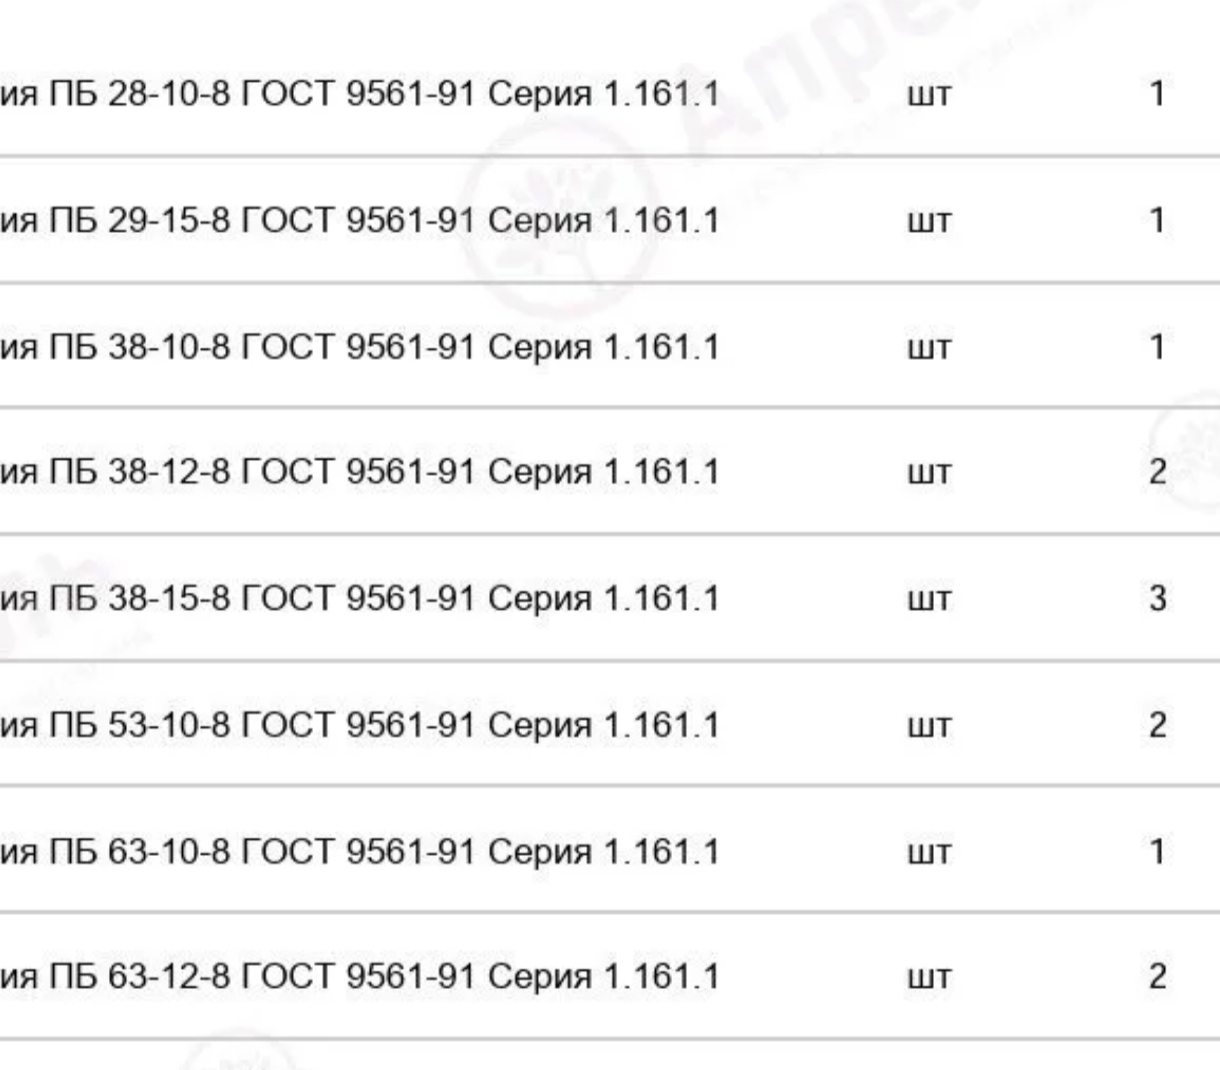 ия ПБ 28-10-8 ГОСТ 9561-91 Серия 1.161.1 шт 1
ия ПБ 29-15-8 ГОСТ 9561-91 Серия 1.161.1 шт 1
ия ПБ 38-10-8 ГОСТ 9561-91 Серия 1.161.1 шт 1
ия ПБ 38-12-8 ГОСТ 9561-91 Серия 1.161.1 шт 2
ия ПБ 38-15-8 ГОСТ 9561-91 Серия 1.161.1 шт 3
ия ПБ 53-10-8 ГОСТ 9561-91 Серия 1.161.1 шт 2
ия ПБ 63-10-8 ГОСТ 9561-91 Серия 1.161.1 шт 1
ия ПБ 63-12-8 ГОСТ 9561-91 Серия 1.161.1 шт 2